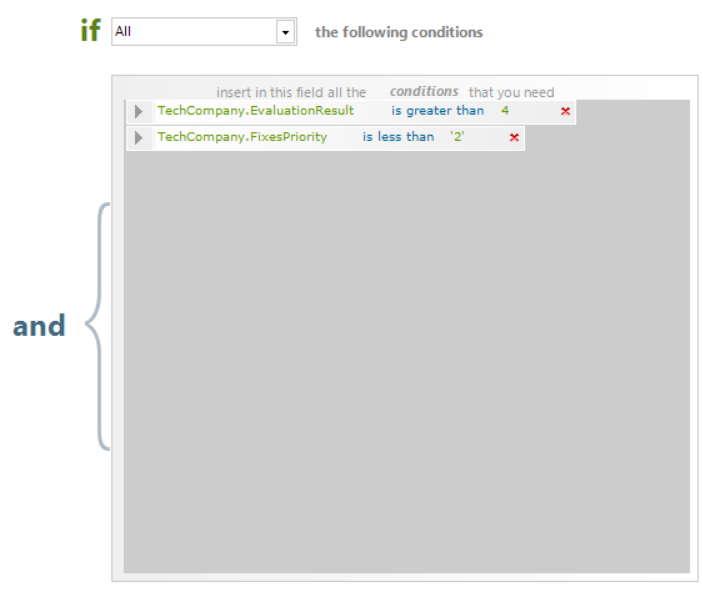 if All the following conditions
insert in this field all the conditions that you need
TechCompany.EvaluationResult is greater than 4
TechCompany.FixesPriority is less than '2'
and